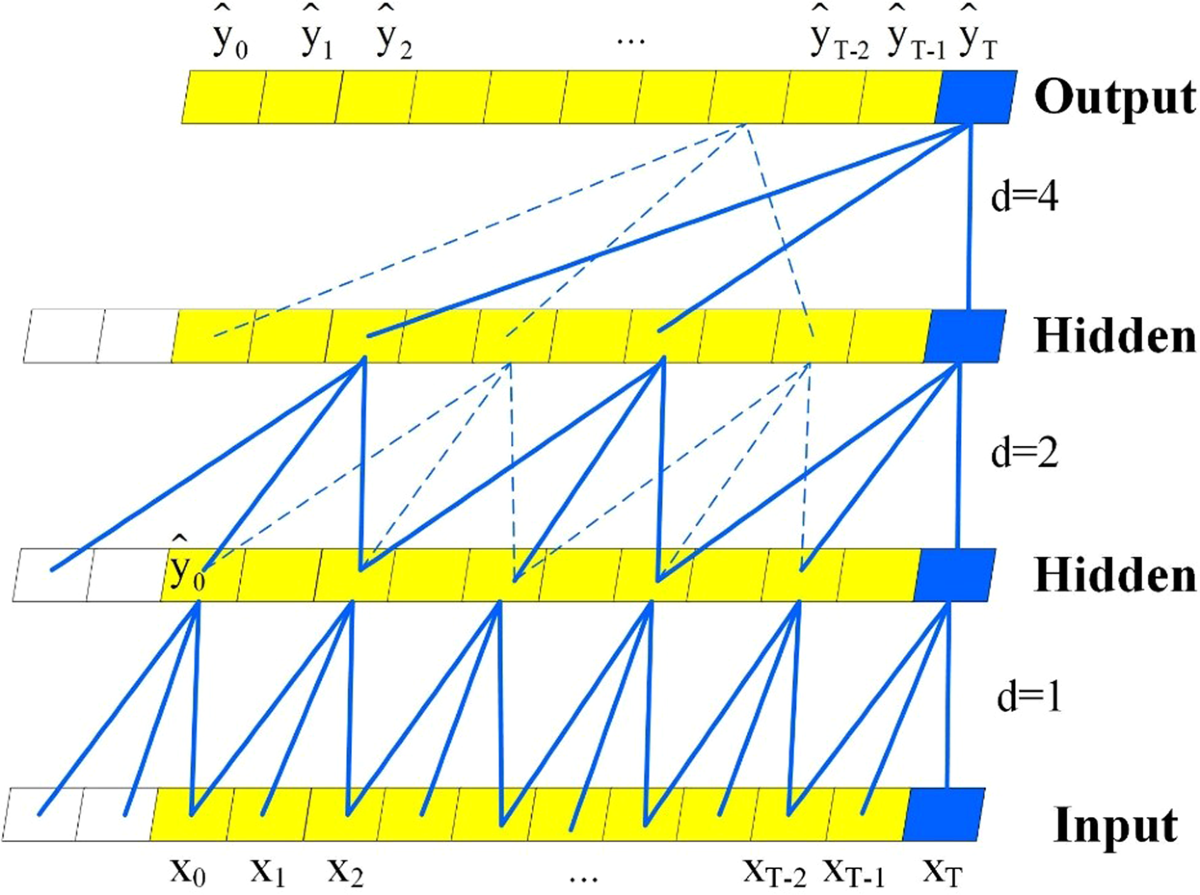 ŷ0 ŷ1 ŷ2 ... ŷT-2 ŷT-1 ŷT
Output
d=4
Hidden
d=2
ŷ0
Hidden
d=1
Input
x0 x1 x2 ... xT-2 xT-1 xT